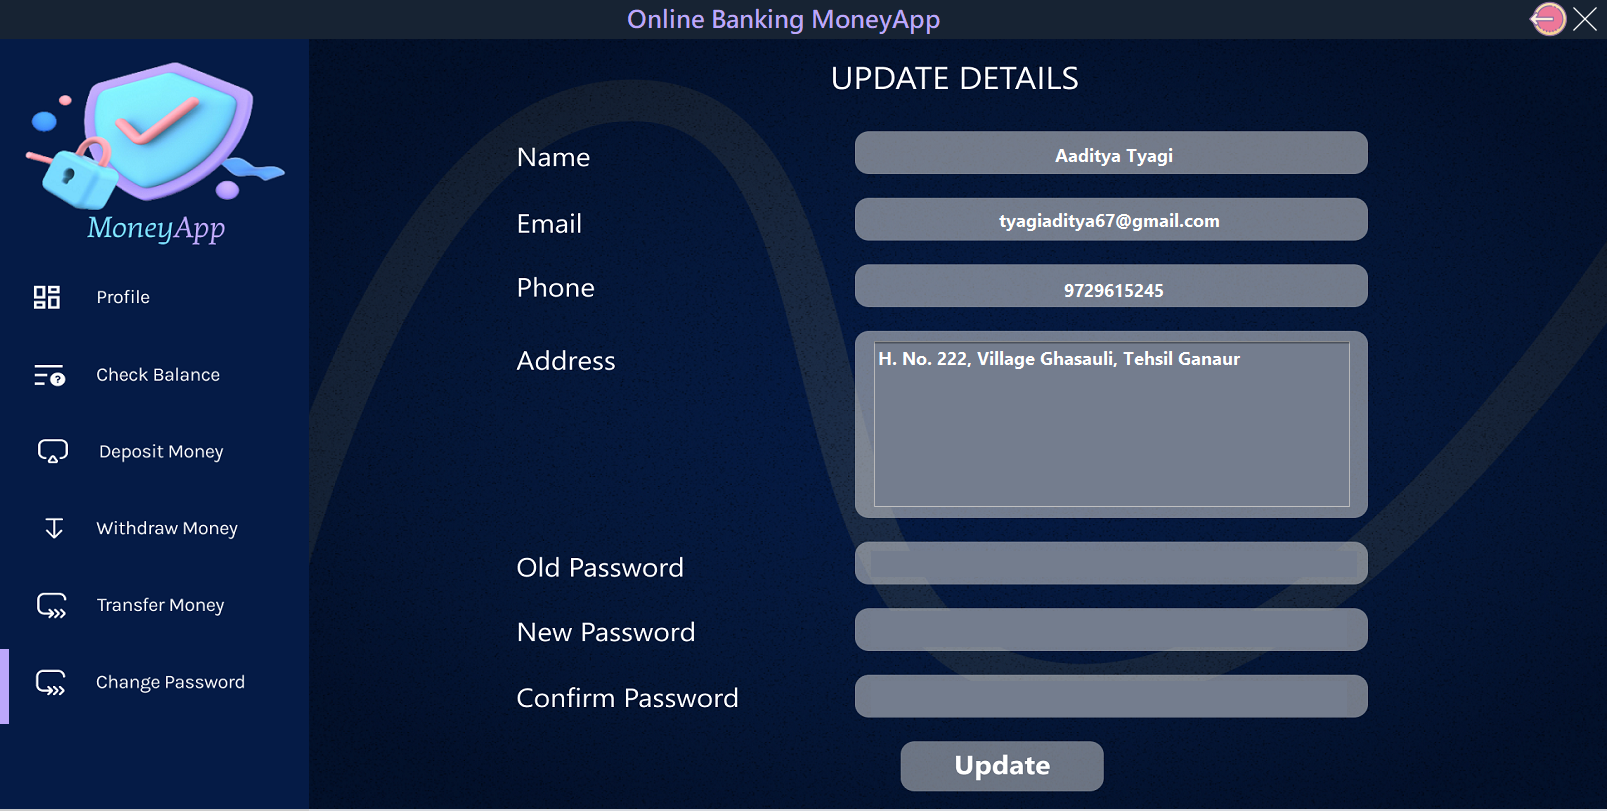 Online Banking MoneyApp
MoneyApp
Profile
Check Balance
Deposit Money
Withdraw Money
Transfer Money
Change Password
UPDATE DETAILS
Name Aaditya Tyagi
Email tyagiaditya67@gmail.com
Phone 9729615245
Address H. No. 222, Village Ghasauli, Tehsil Ganaur
Old Password
New Password
Confirm Password
Update